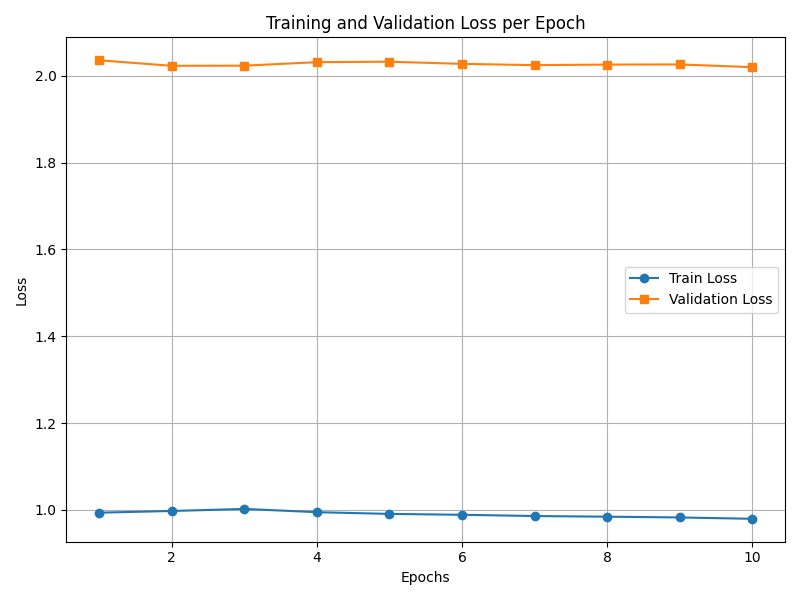 Training and Validation Loss per Epoch
2.0
1.8
1.6
1.4
1.2
1.0
Loss
Train Loss
Validation Loss
2
4
6
8
10
Epochs